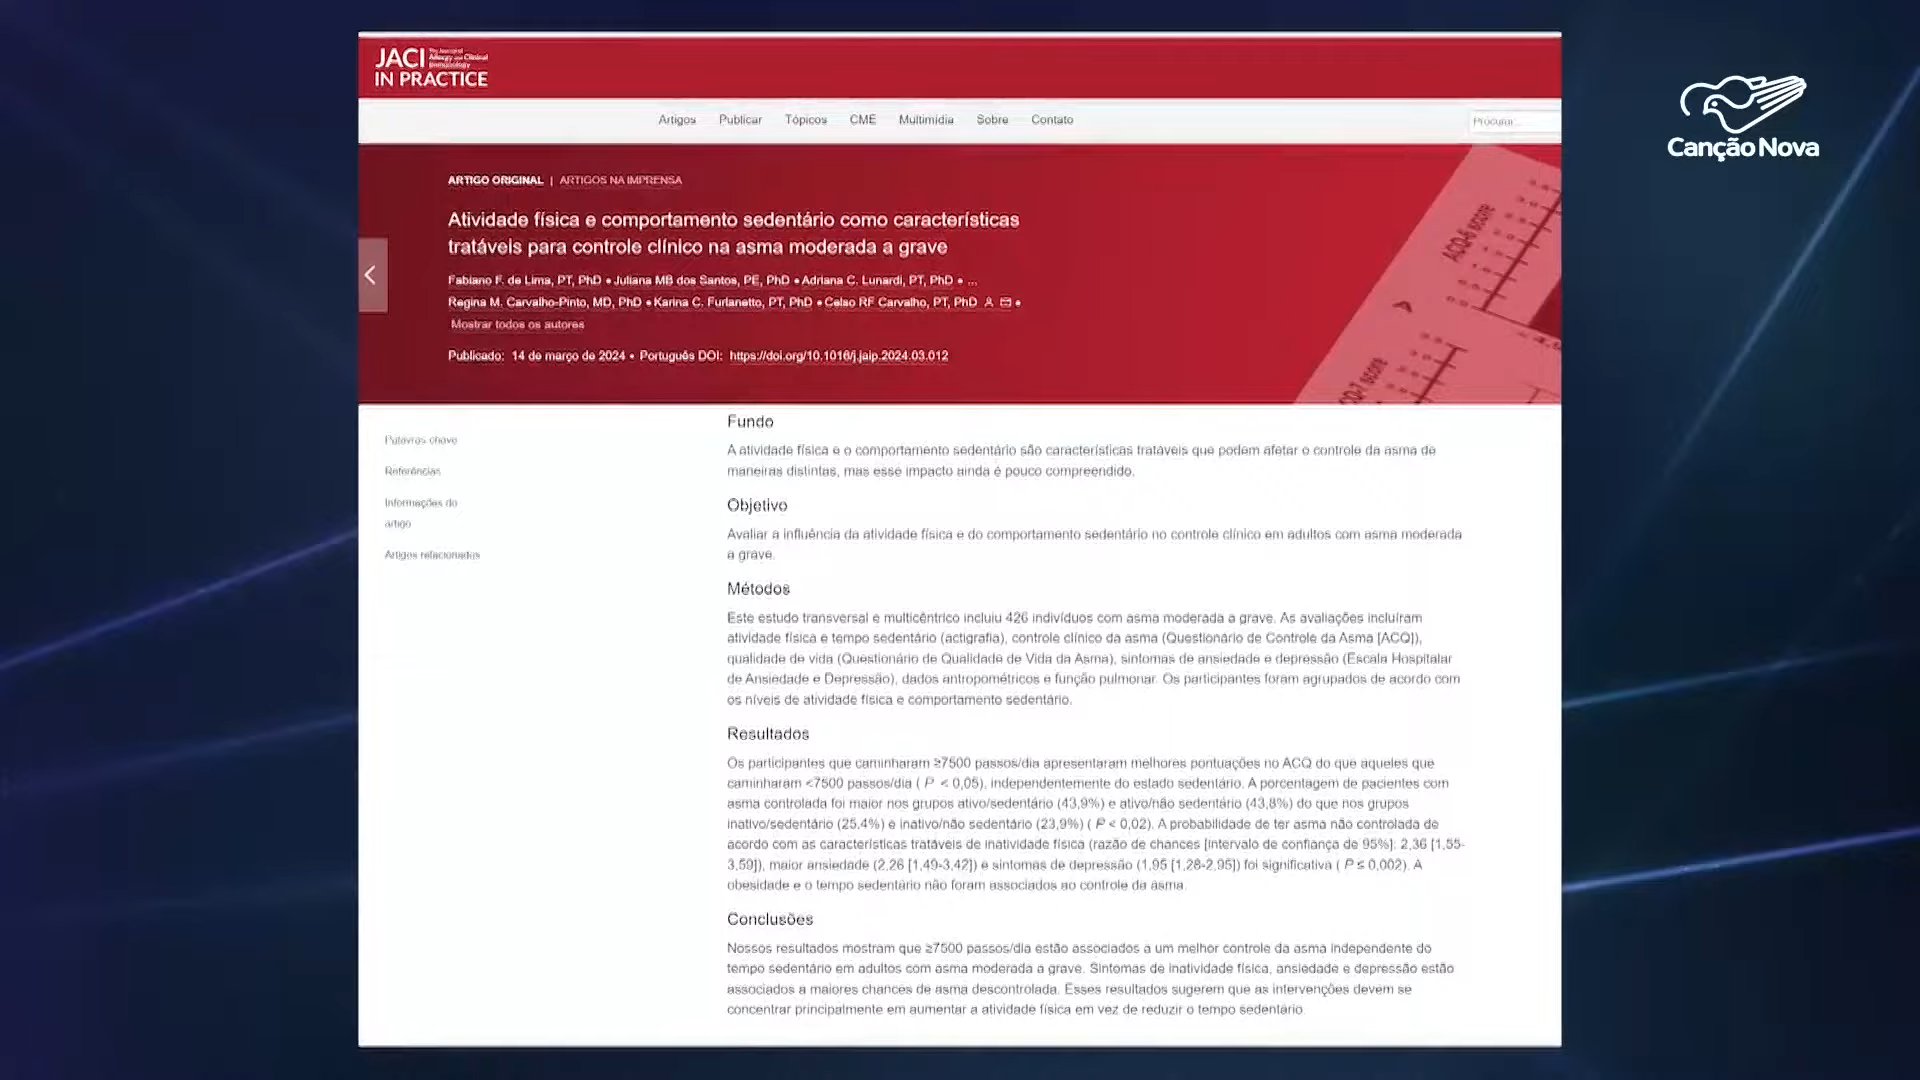 JACI The Journal of
Allergy and Clinical
Immunology
IN PRACTICE
Canção Nova
Artigos Publicar Tópicos CME Multimídia Sobre Contato
Procurar...
ARTIGO ORIGINAL | ARTIGOS NA IMPRENSA
Atividade física e comportamento sedentário como características
tratáveis para controle clínico na asma moderada a grave
Fabiano F. de Lima, PT, PhD • Juliana MB dos Santos, PE, PhD • Adriana C. Lunardi, PT, PhD • ...
Regina M. Carvalho-Pinto, MD, PhD • Karina C. Furlanetto, PT, PhD • Celso RF Carvalho, PT, PhD •
Mostrar todos os autores
Publicado: 14 de março de 2024 • Português DOI: https://doi.org/10.1016/j.jaip.2024.03.012
ACQ-6 score
A
score
Palavras chave
Referências
Informações do
artigo
Artigos relacionados
Fundo
A atividade física e o comportamento sedentário são características tratáveis que podem afetar o controle da asma de
maneiras distintas, mas esse impacto ainda é pouco compreendido.
Objetivo
Avaliar a influência da atividade física e do comportamento sedentário no controle clínico em adultos com asma moderada
a grave.
Métodos
Este estudo transversal e multicêntrico incluiu 426 indivíduos com asma moderada a grave. As avaliações incluíram
atividade física e tempo sedentário (actigrafia), controle clínico da asma (Questionário de Controle da Asma [ACQ]),
qualidade de vida (Questionário de Qualidade de Vida da Asma), sintomas de ansiedade e depressão (Escala Hospitalar
de Ansiedade e Depressão), dados antropométricos e função pulmonar. Os participantes foram agrupados de acordo com
os níveis de atividade física e comportamento sedentário.
Resultados
Os participantes que caminharam ≥7500 passos/dia apresentaram melhores pontuações no ACQ do que aqueles que
caminharam <7500 passos/dia ( P < 0,05), independentemente do estado sedentário. A porcentagem de pacientes com
asma controlada foi maior nos grupos ativo/sedentário (43,9%) e ativo/não sedentário (43,8%) do que nos grupos
inativo/sedentário (25,4%) e inativo/não sedentário (23,9%) ( P < 0,02). A probabilidade de ter asma não controlada de
acordo com as características tratáveis de inatividade física (razão de chances [intervalo de confiança de 95%]: 2,36 [1,55-
3,59]), maior ansiedade (2,26 [1,49-3,42]) e sintomas de depressão (1,95 [1,28-2,95]) foi significativa ( P ≤ 0,002). A
obesidade e o tempo sedentário não foram associados ao controle da asma.
Conclusões
Nossos resultados mostram que ≥7500 passos/dia estão associados a um melhor controle da asma independente do
tempo sedentário em adultos com asma moderada a grave. Sintomas de inatividade física, ansiedade e depressão estão
associados a maiores chances de asma descontrolada. Esses resultados sugerem que as intervenções devem se
concentrar principalmente em aumentar a atividade física em vez de reduzir o tempo sedentário.